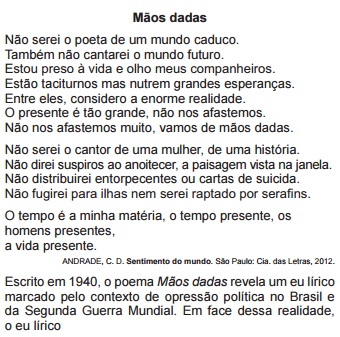 Mãos dadas
Não serei o poeta de um mundo caduco.
Também não cantarei o mundo futuro.
Estou preso à vida e olho meus companheiros.
Estão taciturnos mas nutrem grandes esperanças.
Entre eles, considero a enorme realidade.
O presente é tão grande, não nos afastemos.
Não nos afastemos muito, vamos de mãos dadas.
Não serei o cantor de uma mulher, de uma história.
Não direi suspiros ao anoitecer, a paisagem vista na janela.
Não distribuirei entorpecentes ou cartas de suicida.
Não fugirei para ilhas nem serei raptado por serafins.
O tempo é a minha matéria, o tempo presente, os
homens presentes,
a vida presente.
ANDRADE, C. D. Sentimento do mundo. São Paulo: Cia. das Letras, 2012.
Escrito em 1940, o poema Mãos dadas revela um eu lírico
marcado pelo contexto de opressão política no Brasil e
da Segunda Guerra Mundial. Em face dessa realidade,
o eu lírico